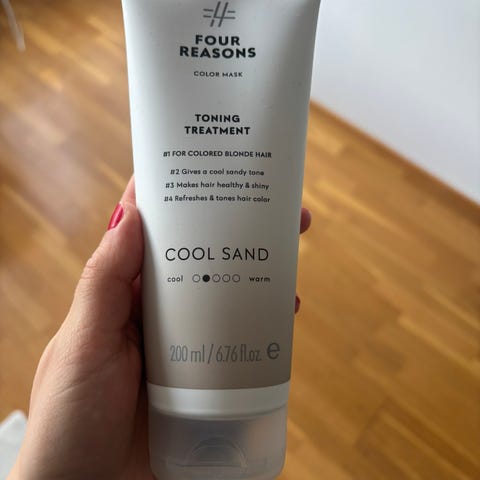 4
FOUR
REASONS
COLOR MASK
TONING
TREATMENT
#1 FOR COLORED BLONDE HAIR
#2 Gives a cool sandy tone
#3 Makes hair healthy & shiny
#4 Refreshes & tones hair color
COOL SAND
cool warm
200 ml / 6.76 fl.oz. e